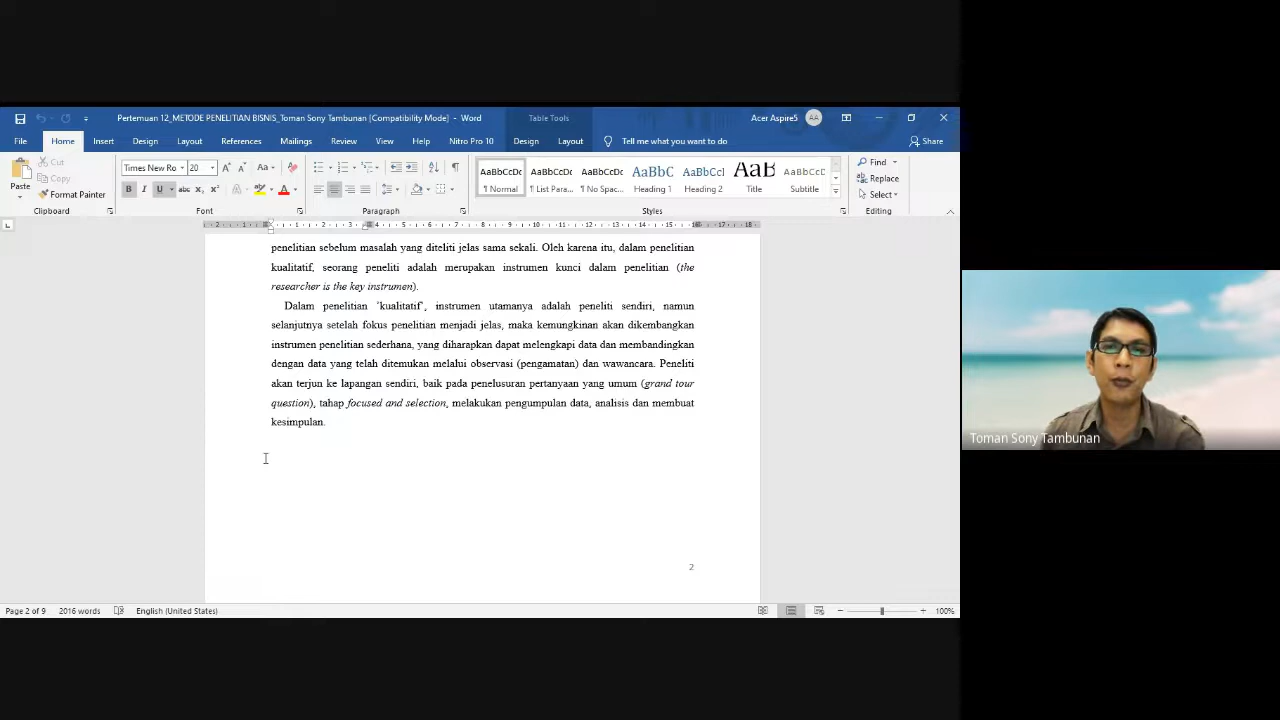 Pertemuan 12_METODE PENELITIAN BISNIS_Toman Sony Tambunan [Compatibility Mode] - Word
Table Tools
Acer Aspire5
AA
File Home Insert Design Layout References Mailings Review View Nitro Pro 10 Design Layout Tell me what you want to do Share
Paste
Cut
Copy
Format Painter
Clipboard
Times New Ro 20
Font
Paragraph
AaBbCcDc AaBbCcDc AaBbCcDc AaBbC AaBbCcI AaB AaBbCcD
¶ Normal ¶ List Para... ¶ No Spac... Heading 1 Heading 2 Title Subtitle
Styles
Find
Replace
Select
Editing
penelitian sebelum masalah yang diteliti jelas sama sekali. Oleh karena itu, dalam penelitian
kualitatif, seorang peneliti adalah merupakan instrumen kunci dalam penelitian (the
researcher is the key instrumen).
Dalam penelitian 'kualitatif', instrumen utamanya adalah peneliti sendiri, namun
selanjutnya setelah fokus penelitian menjadi jelas, maka kemungkinan akan dikembangkan
instrumen penelitian sederhana, yang diharapkan dapat melengkapi data dan membandingkan
dengan data yang telah ditemukan melalui observasi (pengamatan) dan wawancara. Peneliti
akan terjun ke lapangan sendiri, baik pada penelusuran pertanyaan yang umum (grand tour
question), tahap focused and selection, melakukan pengumpulan data, analisis dan membuat
kesimpulan.
2
Page 2 of 9 2016 words English (United States) 100%
Toman Sony Tambunan